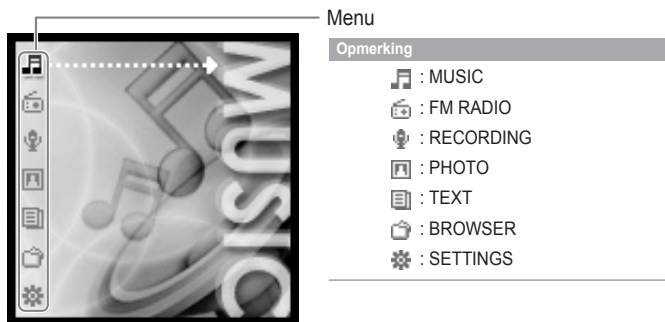 Menu
Opmerking
: MUSIC
: FM RADIO
: RECORDING
: PHOTO
: TEXT
: BROWSER
: SETTINGS
MUSIC